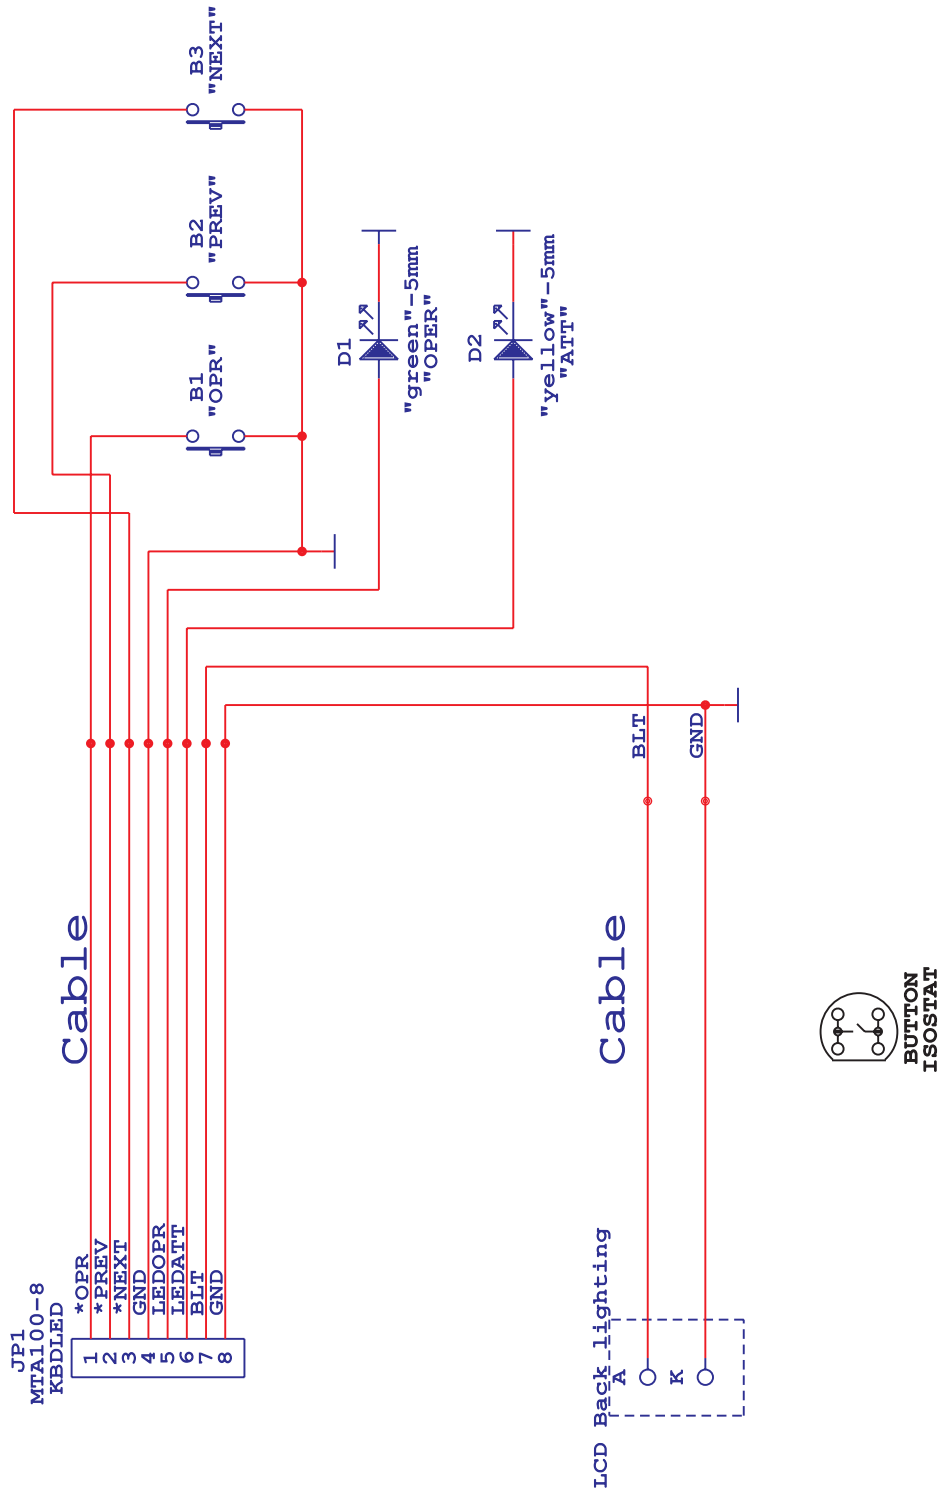 JP1
MTA100-8
KBDLED
1
2
3
4
5
6
7
8
*OPR
*PREV
*NEXT
GND
LEDOPR
LEDATT
BLT
GND
Cable
B1
"OPR"
B2
"PREV"
B3
"NEXT"
D1
"green"-5mm
"OPER"
D2
"yellow"-5mm
"ATT"
LCD Back lighting
A
K
Cable
BLT
GND
BUTTON
ISOSTAT